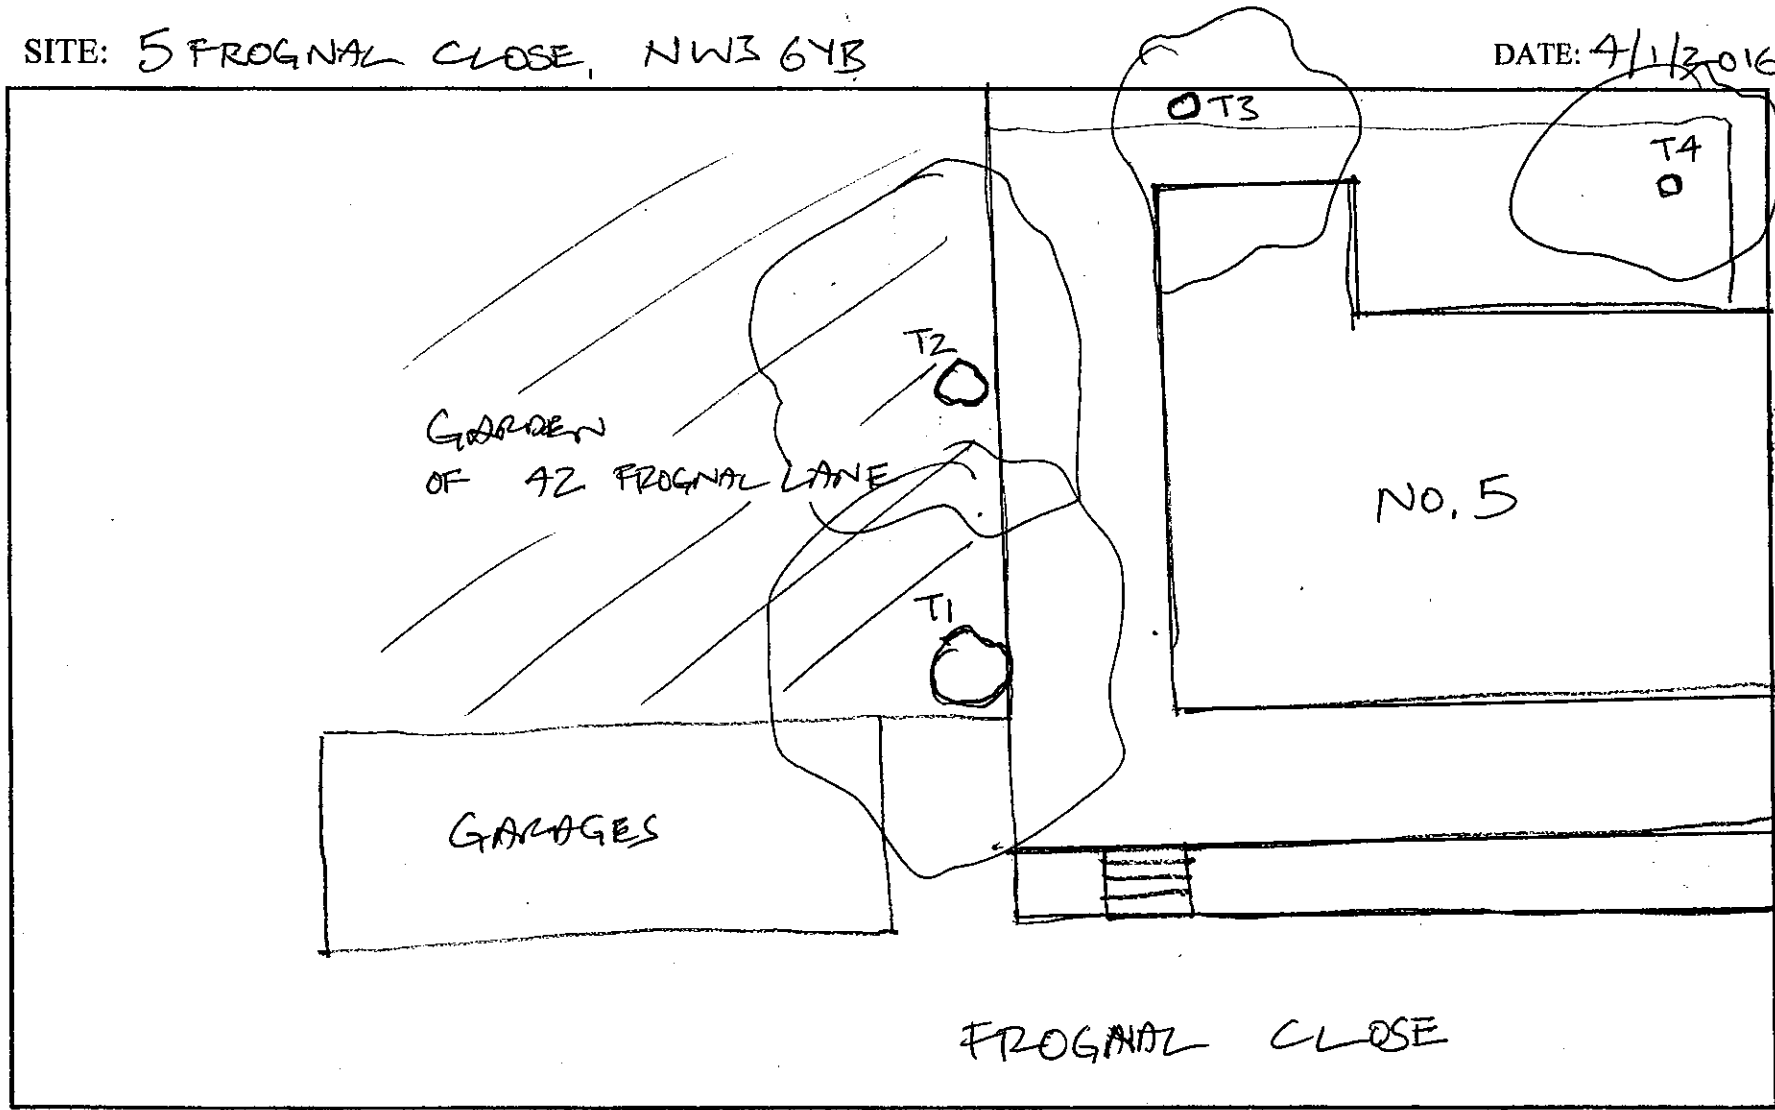 SITE: 5 FROGNAL CLOSE, NW3 6YB
DATE: 4/1/2016
T3
T4
T2
GARDEN
OF 42 FROGNAL LANE
NO. 5
T1
GARAGES
FROGNAL CLOSE